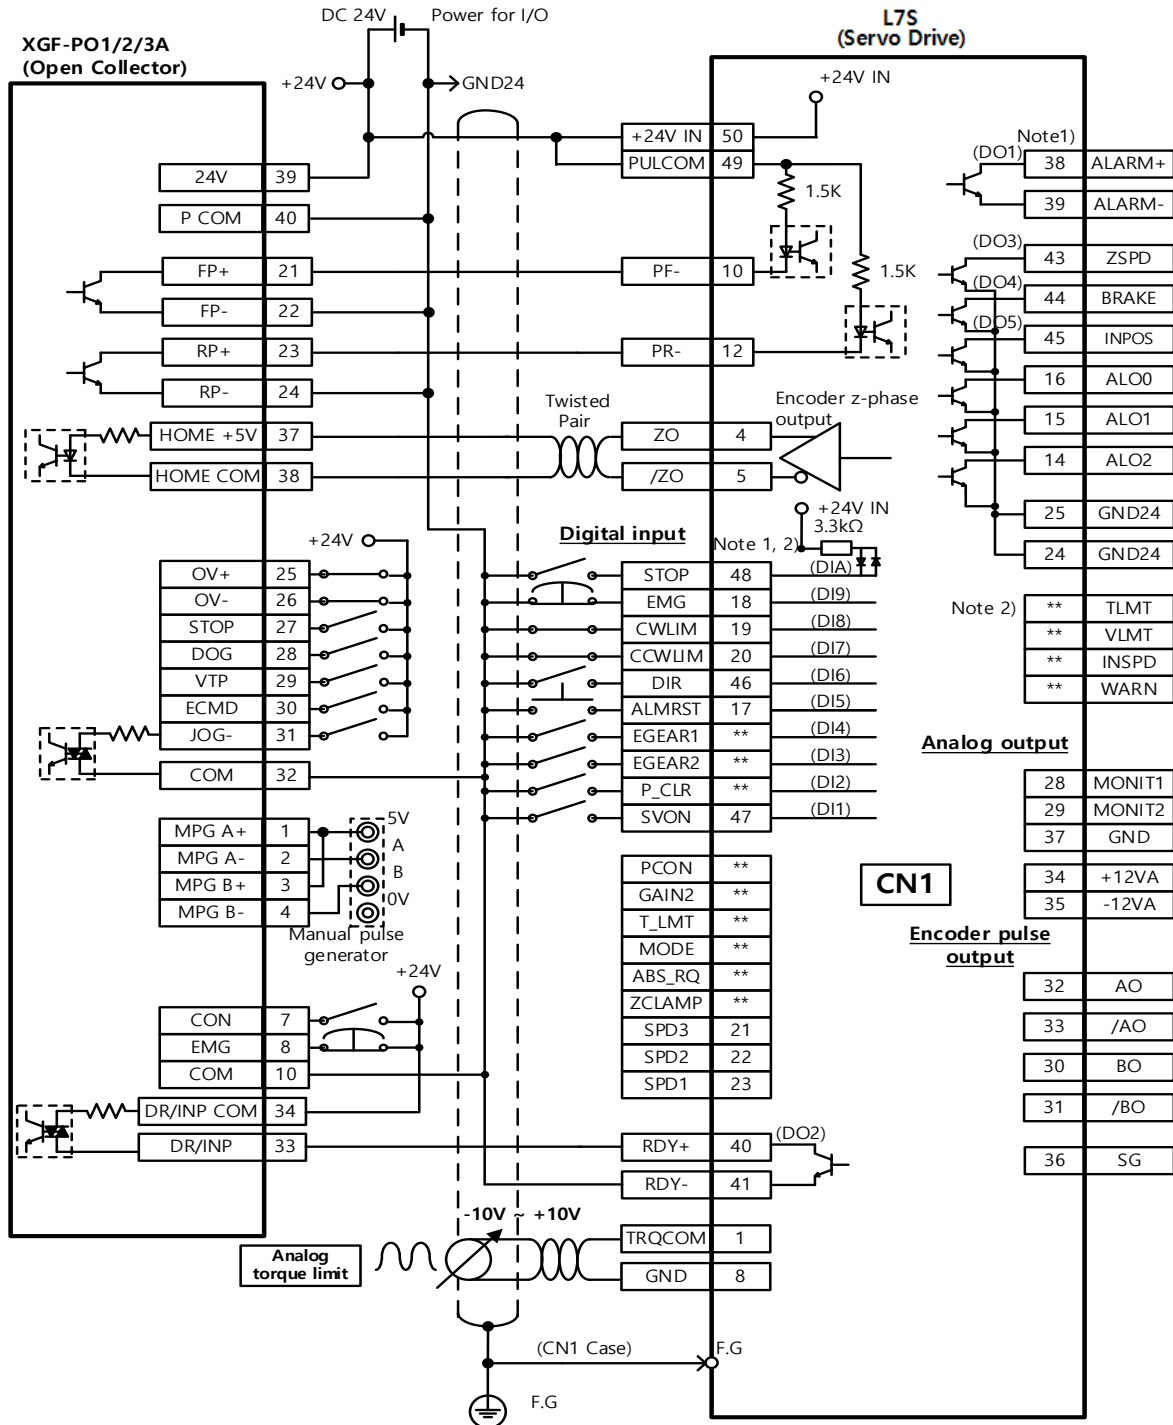 DC 24V
Power for I/O
L7S
(Servo Drive)
XGF-PO1/2/3A
(Open Collector)
+24V
GND24
+24V IN
+24V IN 50
PULCOM 49
Note1)
(DO1)
38 ALARM+
39 ALARM-
24V 39
P COM 40
1.5K
1.5K
FP+ 21
FP- 22
RP+ 23
RP- 24
PF- 10
PR- 12
(DO3)
43 ZSPD
(DO4)
44 BRAKE
(DO5)
45 INPOS
16 ALO0
15 ALO1
14 ALO2
25 GND24
24 GND24
HOME +5V 37
HOME COM 38
Twisted
Pair
ZO 4
/ZO 5
Encoder z-phase
output
+24V IN
3.3kΩ
+24V
Digital input
Note 1, 2)
OV+ 25
OV- 26
STOP 27
DOG 28
VTP 29
ECMD 30
JOG- 31
COM 32
STOP 48 (DIA)
EMG 18 (DI9)
CWLIM 19 (DI8)
CCWLIM 20 (DI7)
DIR 46 (DI6)
ALMRST 17 (DI5)
EGEAR1 ** (DI4)
EGEAR2 ** (DI3)
P_CLR ** (DI2)
SVON 47 (DI1)
Note 2)
** TLMT
** VLMT
** INSPD
** WARN
Analog output
28 MONIT1
29 MONIT2
37 GND
34 +12VA
35 -12VA
MPG A+ 1
MPG A- 2
MPG B+ 3
MPG B- 4
5V
A
B
0V
Manual pulse
generator
PCON **
GAIN2 **
T_LMT **
MODE **
ABS_RQ **
ZCLAMP **
SPD3 21
SPD2 22
SPD1 23
CN1
Encoder pulse
output
32 AO
33 /AO
30 BO
31 /BO
36 SG
+24V
CON 7
EMG 8
COM 10
DR/INP COM 34
DR/INP 33
RDY+ 40
RDY- 41
(DO2)
-10V ~ +10V
Analog
torque limit
TRQCOM 1
GND 8
(CN1 Case)
F.G
F.G